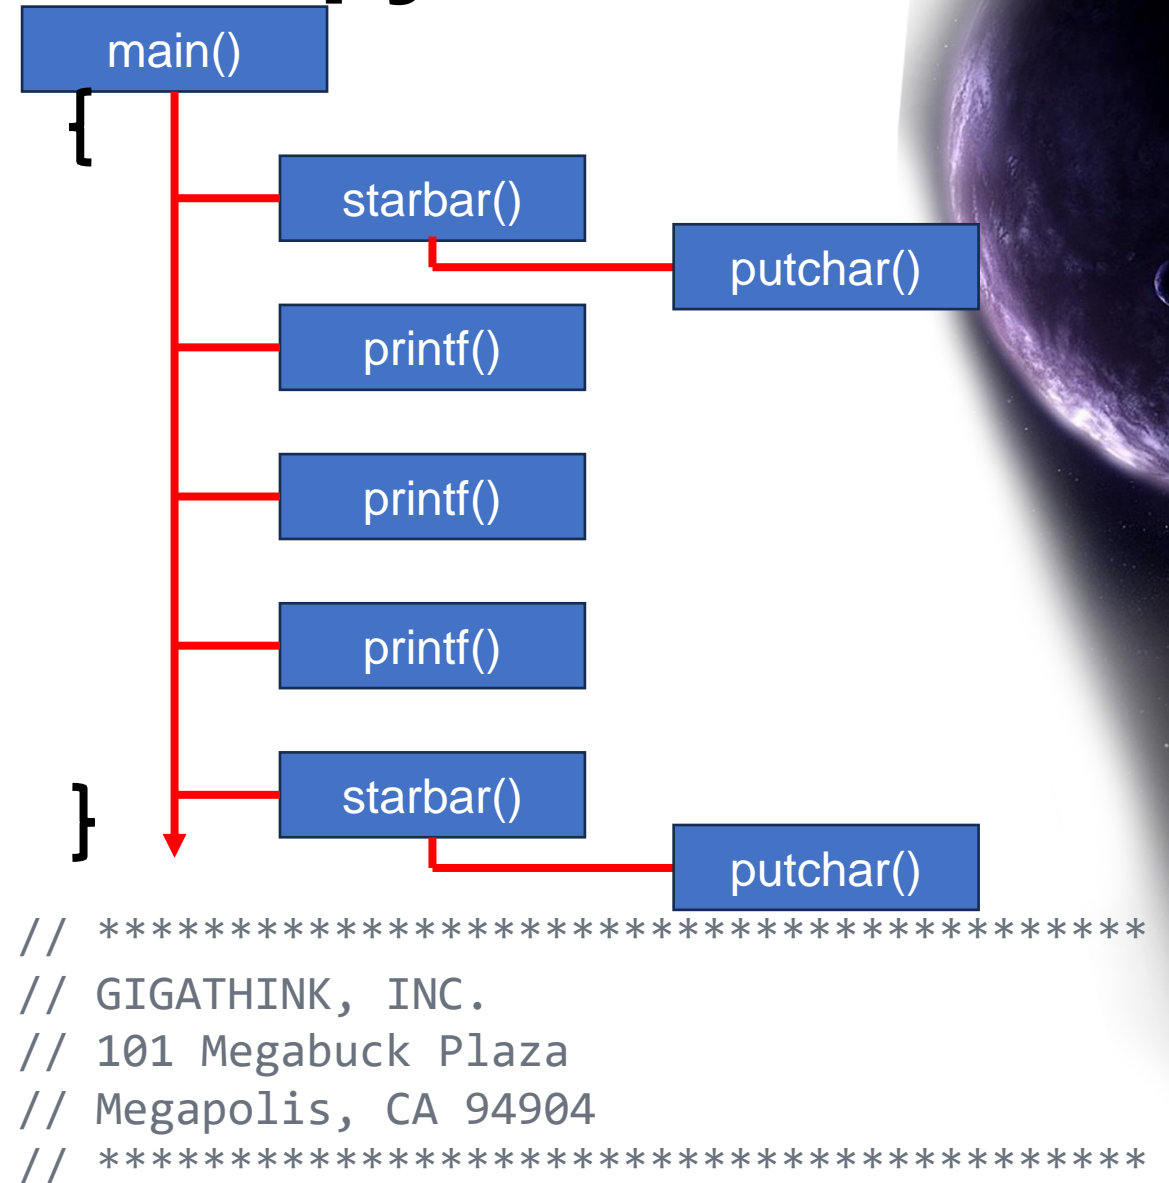 main()
{
starbar()
putchar()
printf()
printf()
printf()
starbar()
}
putchar()
// ****************************************
// GIGATHINK, INC.
// 101 Megabuck Plaza
// Megapolis, CA 94904
// ****************************************